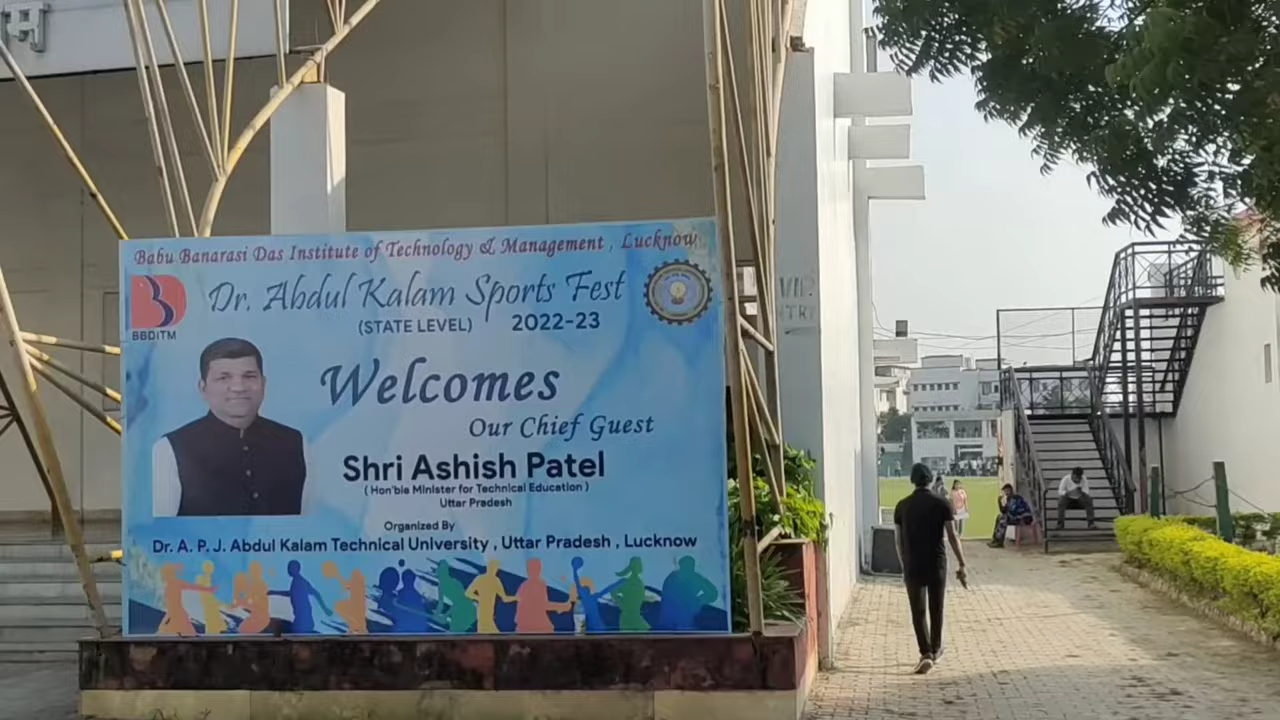 म
Babu Banarasi Das Institute of Technology & Management , Lucknow
BBDITM
Dr. Abdul Kalam Sports Fest
(STATE LEVEL) 2022-23
Welcomes
Our Chief Guest
Shri Ashish Patel
( Hon'ble Minister for Technical Education )
Uttar Pradesh
Organized By
Dr. A. P. J. Abdul Kalam Technical University , Uttar Pradesh , Lucknow